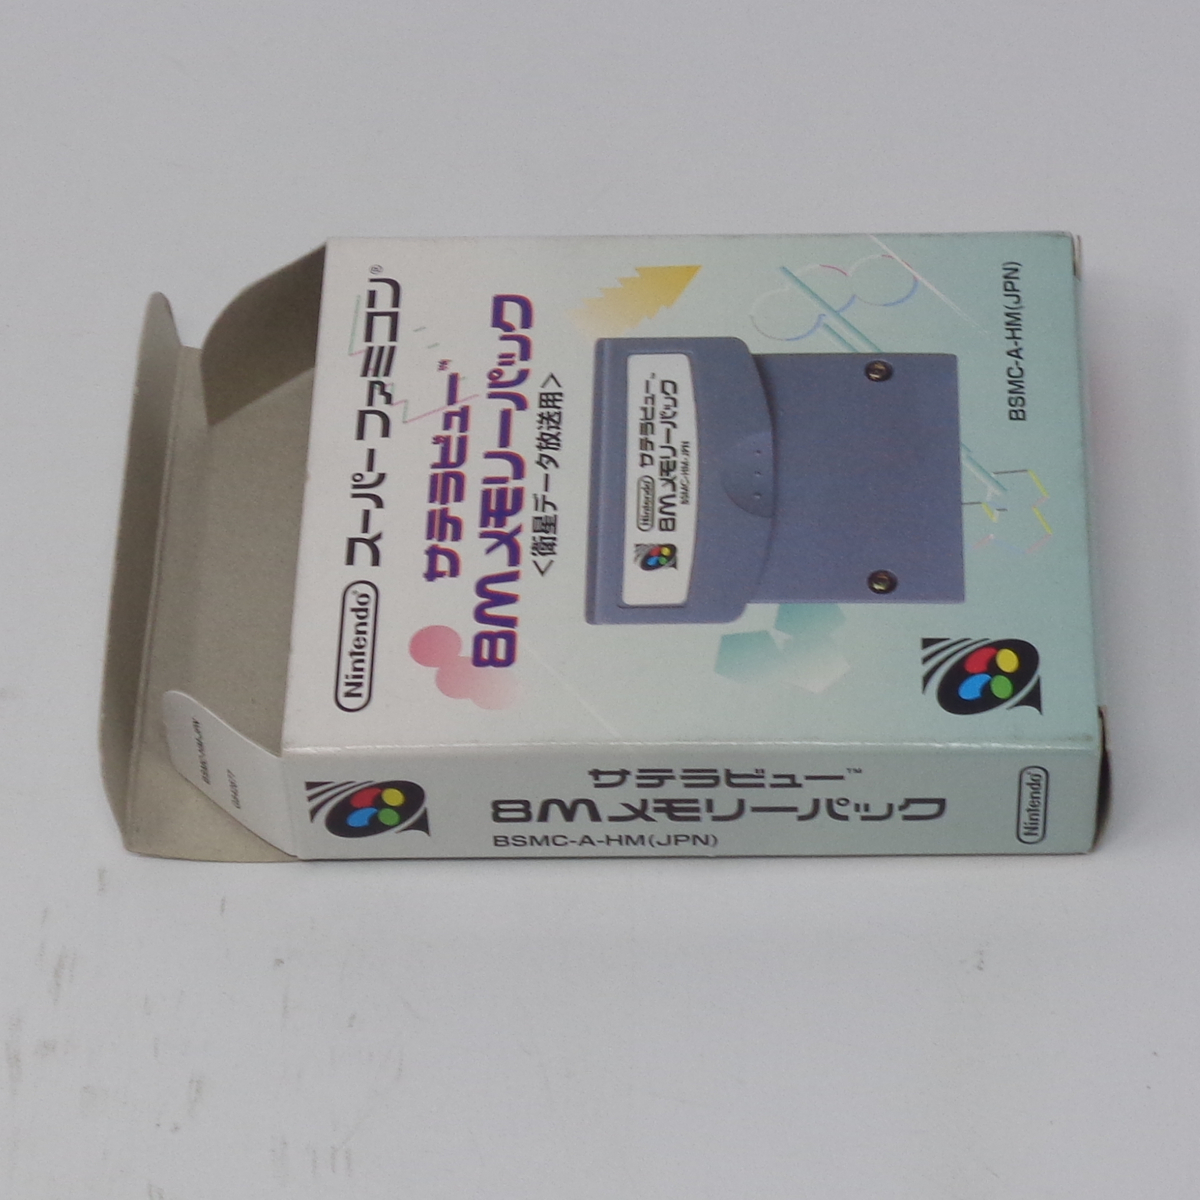 Nintendo® スーパーファミコン®
サテラビュー™
8Mメモリーパック
<衛星データ放送用>
Nintendo サテラビュー™
8Mメモリーパック
BSMC-HM-JPN
BSMC-A-HM(JPN)
サテラビュー™
8Mメモリーパック
BSMC-A-HM(JPN)
Nintendo